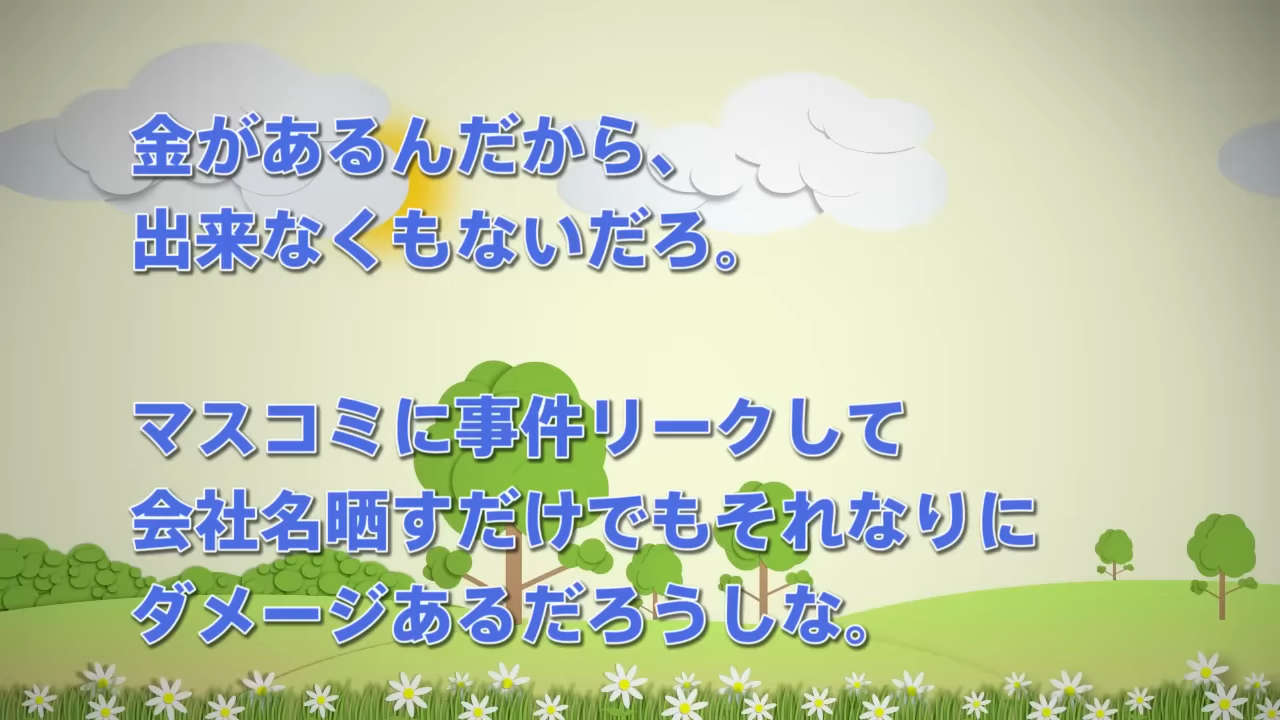 金があるんだから、
出来なくもないだろ。
マスコミに事件リークして
会社名晒すだけでもそれなりに
ダメージあるだろうしな。